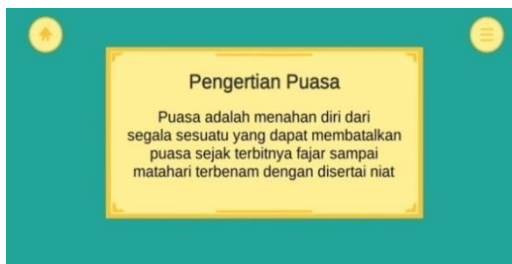 Pengertian Puasa
Puasa adalah menahan diri dari
segala sesuatu yang dapat membatalkan
puasa sejak terbitnya fajar sampai
matahari terbenam dengan disertai niat